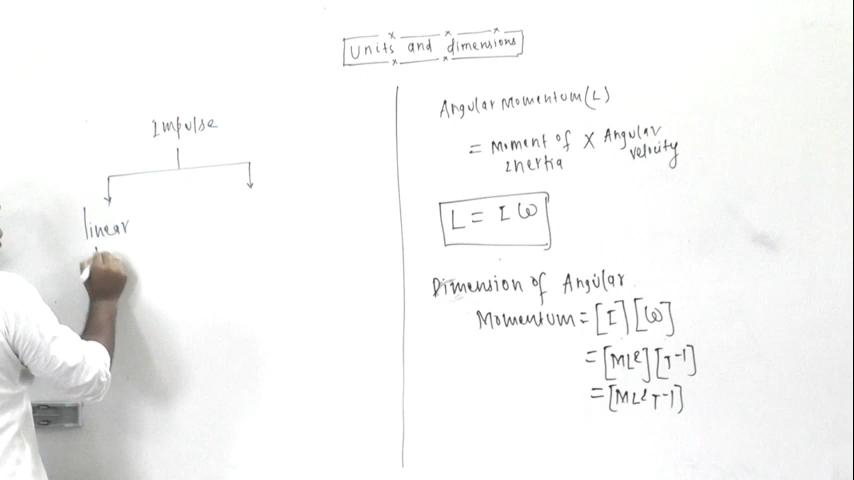 Units and dimensions
Impulse
linear
Angular Momentum (L)
= Moment of Inertia × Angular velocity
L = I ω
Dimension of Angular
Momentum = [I] [ω]
= [ML²] [T-1]
= [ML²T-1]